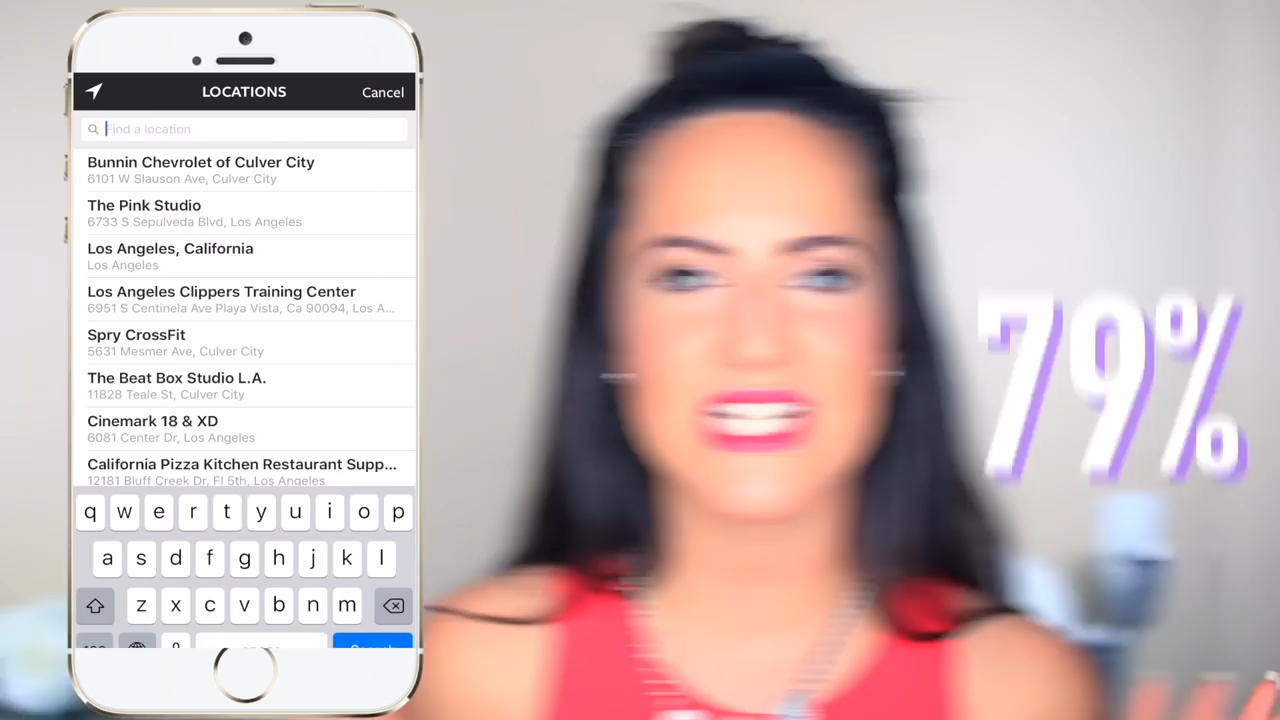 LOCATIONS
Cancel
Find a location
Bunnin Chevrolet of Culver City
6101 W Slauson Ave, Culver City
The Pink Studio
6733 S Sepulveda Blvd, Los Angeles
Los Angeles, California
Los Angeles
Los Angeles Clippers Training Center
6951 S Centinela Ave Playa Vista, Ca 90094, Los A...
Spry CrossFit
5631 Mesmer Ave, Culver City
The Beat Box Studio L.A.
11828 Teale St, Culver City
Cinemark 18 & XD
6081 Center Dr, Los Angeles
California Pizza Kitchen Restaurant Supp...
12181 Bluff Creek Dr, Fl 5th, Los Angeles
q w e r t y u i o p
a s d f g h j k l
z x c v b n m
79%